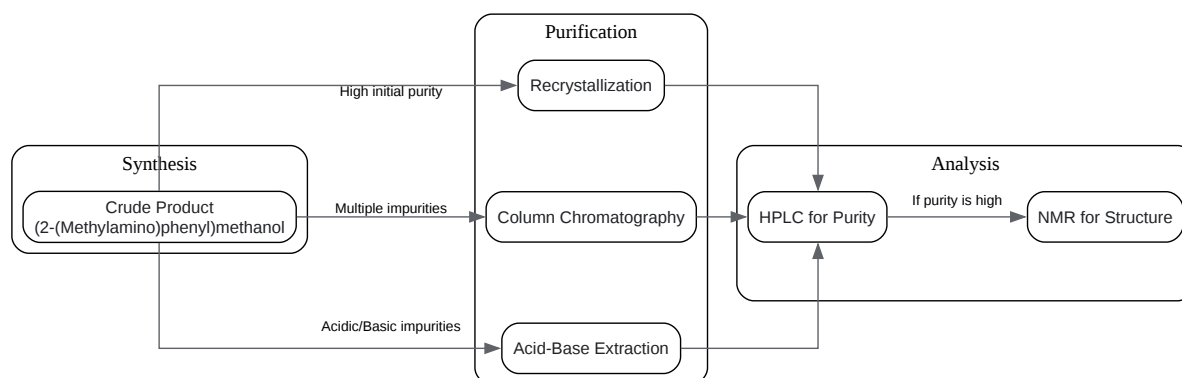 Purification
Recrystallization
High initial purity
Synthesis
Analysis
Crude Product
(2-(Methylamino)phenyl)methanol
Multiple impurities
Column Chromatography
HPLC for Purity
If purity is high
NMR for Structure
Acidic/Basic impurities
Acid-Base Extraction